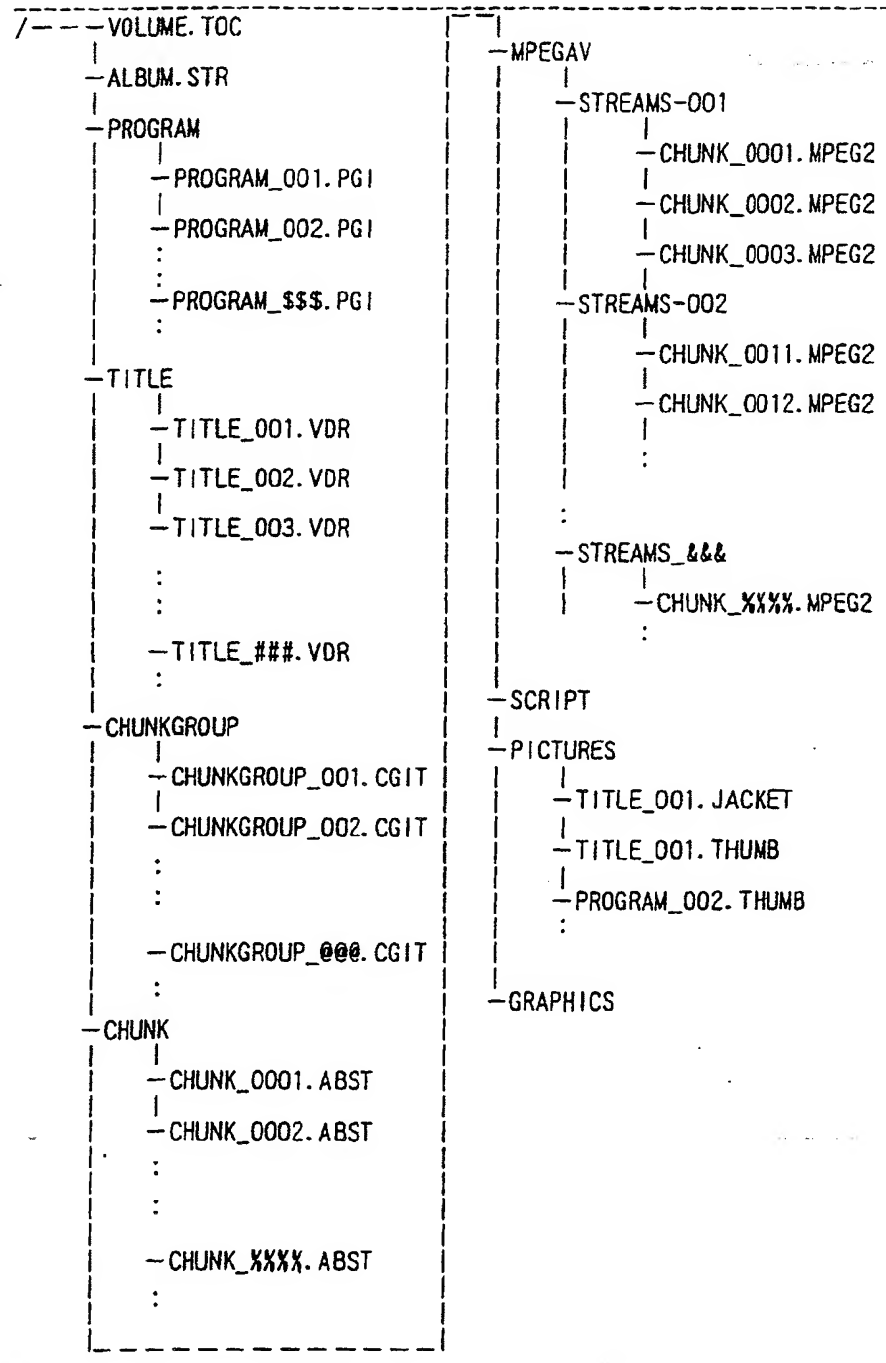 /---VOLUME.TOC
ALBUM.STR
PROGRAM
PROGRAM_001.PGI
PROGRAM_002.PGI
PROGRAM_$$$.PGI
TITLE
TITLE_001.VDR
TITLE_002.VDR
TITLE_003.VDR
TITLE_###.VDR
CHUNKGROUP
CHUNKGROUP_001.CGIT
CHUNKGROUP_002.CGIT
CHUNKGROUP_@@@.CGIT
CHUNK
CHUNK_0001.ABST
CHUNK_0002.ABST
CHUNK_%%%%.ABST
MPEGAV
STREAMS-001
CHUNK_0001.MPEG2
CHUNK_0002.MPEG2
CHUNK_0003.MPEG2
STREAMS-002
CHUNK_0011.MPEG2
CHUNK_0012.MPEG2
STREAMS_&&&
CHUNK_%%%%.MPEG2
SCRIPT
PICTURES
TITLE_001.JACKET
TITLE_001.THUMB
PROGRAM_002.THUMB
GRAPHICS